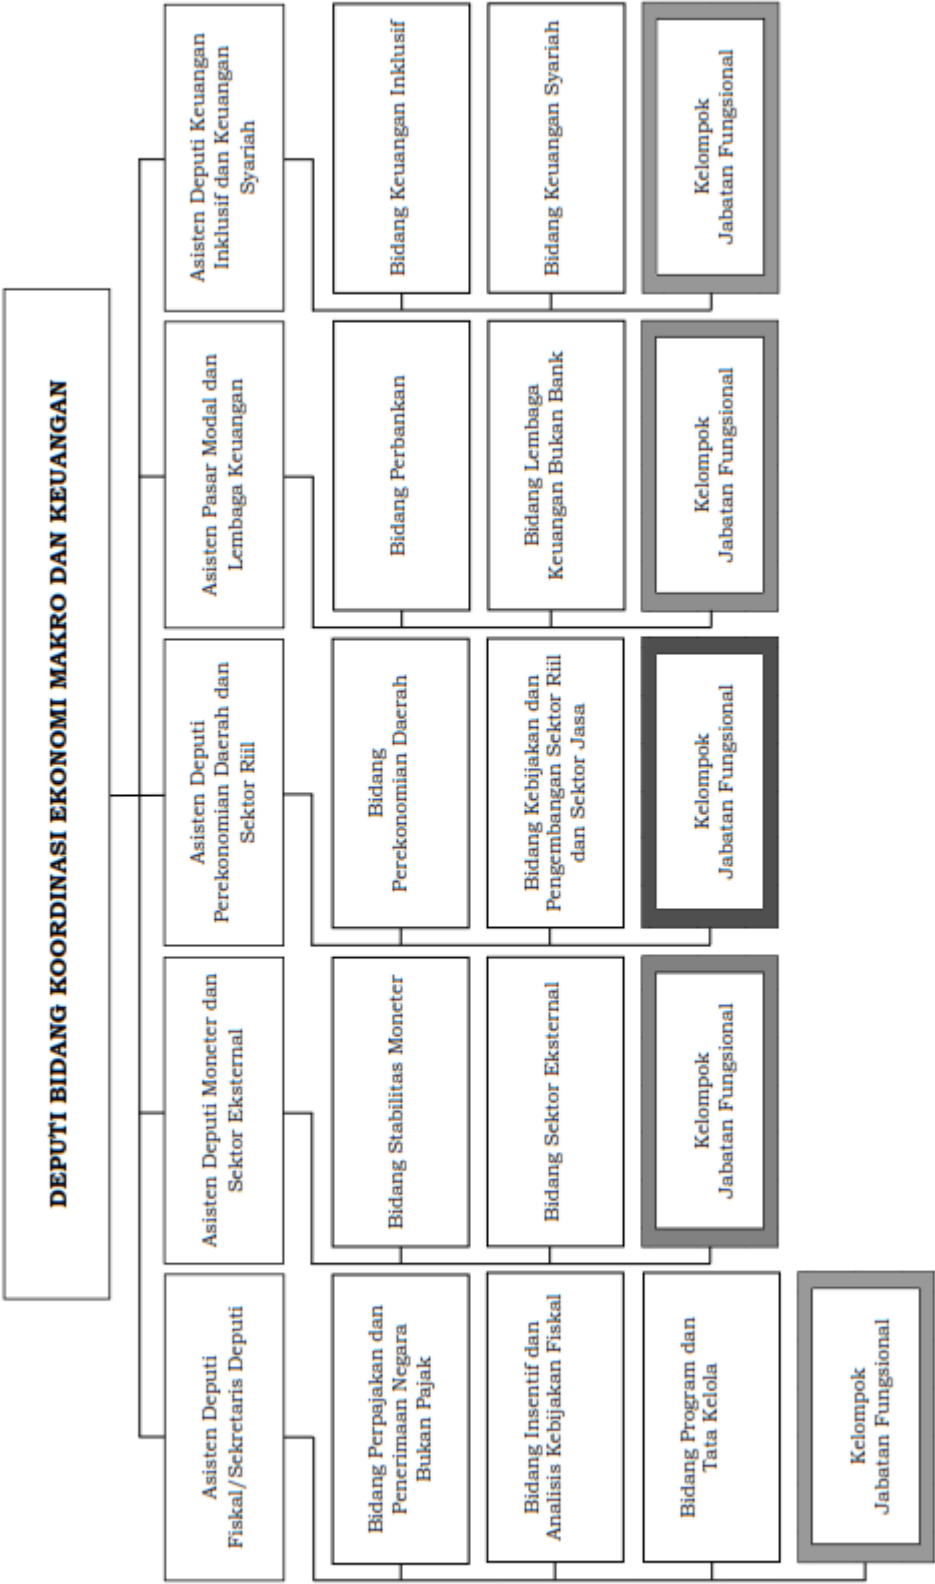 DEPUTI BIDANG KOORDINASI EKONOMI MAKRO DAN KEUANGAN
Asisten Deputi
Fiskal/Sekretaris Deputi
Bidang Perpajakan dan
Penerimaan Negara
Bukan Pajak
Bidang Insentif dan
Analisis Kebijakan Fiskal
Bidang Program dan
Tata Kelola
Kelompok
Jabatan Fungsional
Asisten Deputi Moneter dan
Sektor Eksternal
Bidang Stabilitas Moneter
Bidang Sektor Eksternal
Kelompok
Jabatan Fungsional
Asisten Deputi
Perekonomian Daerah dan
Sektor Riil
Bidang
Perekonomian Daerah
Bidang Kebijakan dan
Pengembangan Sektor Riil
dan Sektor Jasa
Kelompok
Jabatan Fungsional
Asisten Pasar Modal dan
Lembaga Keuangan
Bidang Perbankan
Bidang Lembaga
Keuangan Bukan Bank
Kelompok
Jabatan Fungsional
Asisten Deputi Keuangan
Inklusif dan Keuangan
Syariah
Bidang Keuangan Inklusif
Bidang Keuangan Syariah
Kelompok
Jabatan Fungsional